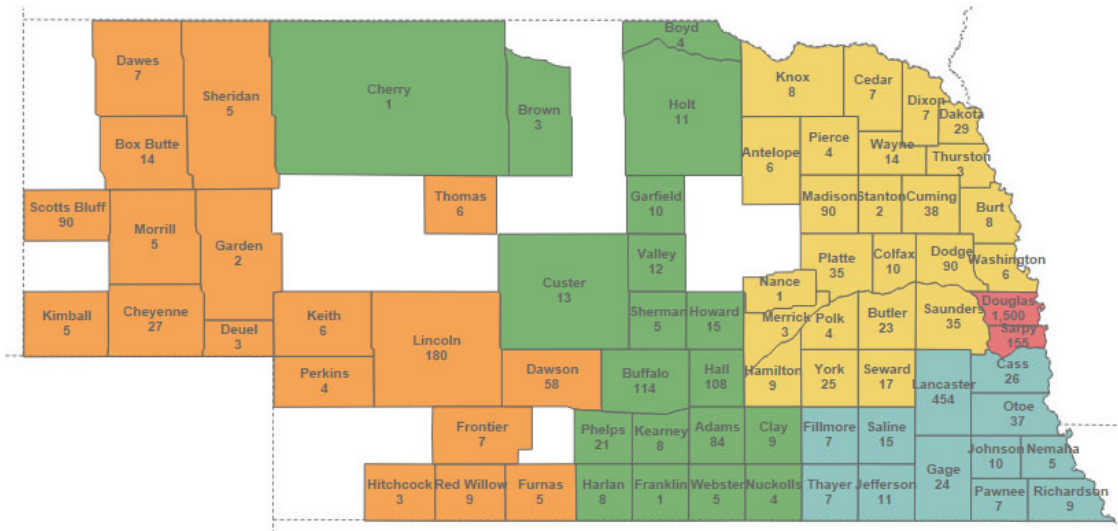 Boyd
4
Dawes
7
Sheridan
5
Cherry
1
Brown
3
Holt
11
Knox
8
Cedar
7
Dixon
7
Dakota
29
Box Butte
14
Antelope
6
Pierce
4
Wayne
14
Thurston
3
Scotts Bluff
90
Morrill
5
Garden
2
Thomas
6
Garfield
10
Madison
90
Stanton
2
Cuming
38
Burt
8
Custer
13
Valley
12
Platte
35
Colfax
10
Dodge
90
Washington
6
Nance
1
Kimball
5
Cheyenne
27
Deuel
3
Keith
6
Lincoln
180
Sherman
5
Howard
15
Merrick
3
Polk
4
Butler
23
Saunders
35
Douglas
1,500
Sarpy
155
Perkins
4
Dawson
58
Buffalo
114
Hall
108
Hamilton
9
York
25
Seward
17
Lancaster
454
Cass
26
Otoe
37
Frontier
7
Phelps
21
Kearney
8
Adams
84
Clay
9
Fillmore
7
Saline
15
Gage
24
Johnson
10
Nemaha
5
Hitchcock
3
Red Willow
9
Furnas
5
Harlan
8
Franklin
1
Webster
5
Nuckolls
4
Thayer
7
Jefferson
11
Pawnee
7
Richardson
9